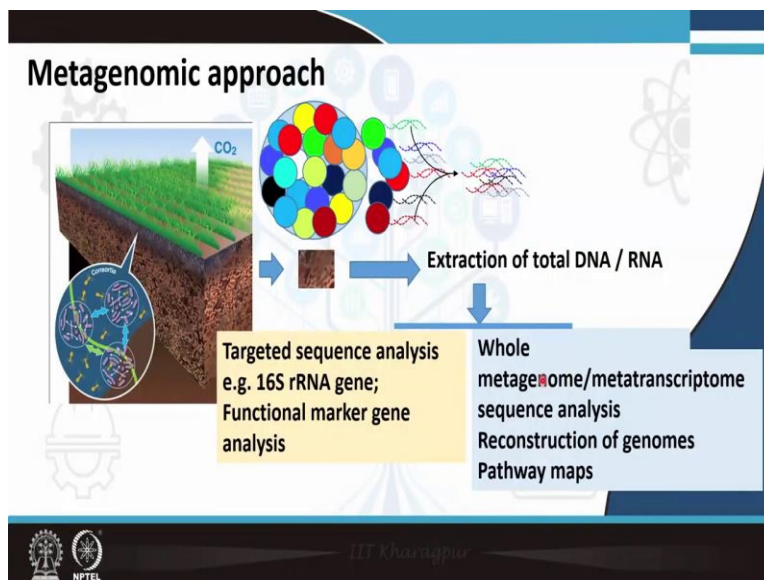 Metagenomic approach
CO₂
Consortia
Extraction of total DNA / RNA
Targeted sequence analysis
e.g. 16S rRNA gene;
Functional marker gene
analysis
Whole
metagenome/metatranscriptome
sequence analysis
Reconstruction of genomes
Pathway maps
IIT Kharagpur
NPTEL